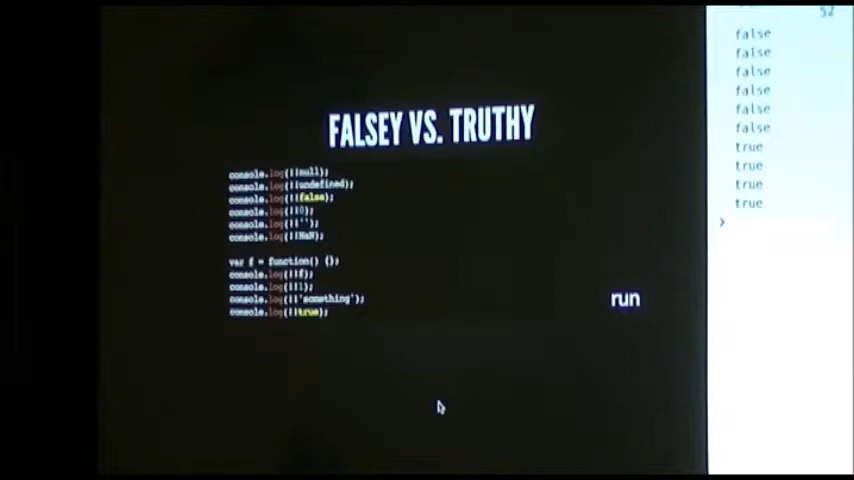 FALSEY VS. TRUTHY
console.log(!!null);
console.log(!!undefined);
console.log(!!false);
console.log(!!0);
console.log(!!'');
console.log(!!NaN);
var f = function() {};
console.log(!!f);
console.log(!!1);
console.log(!!'something');
console.log(!!true);
run
52
false
false
false
false
false
false
true
true
true
true
>